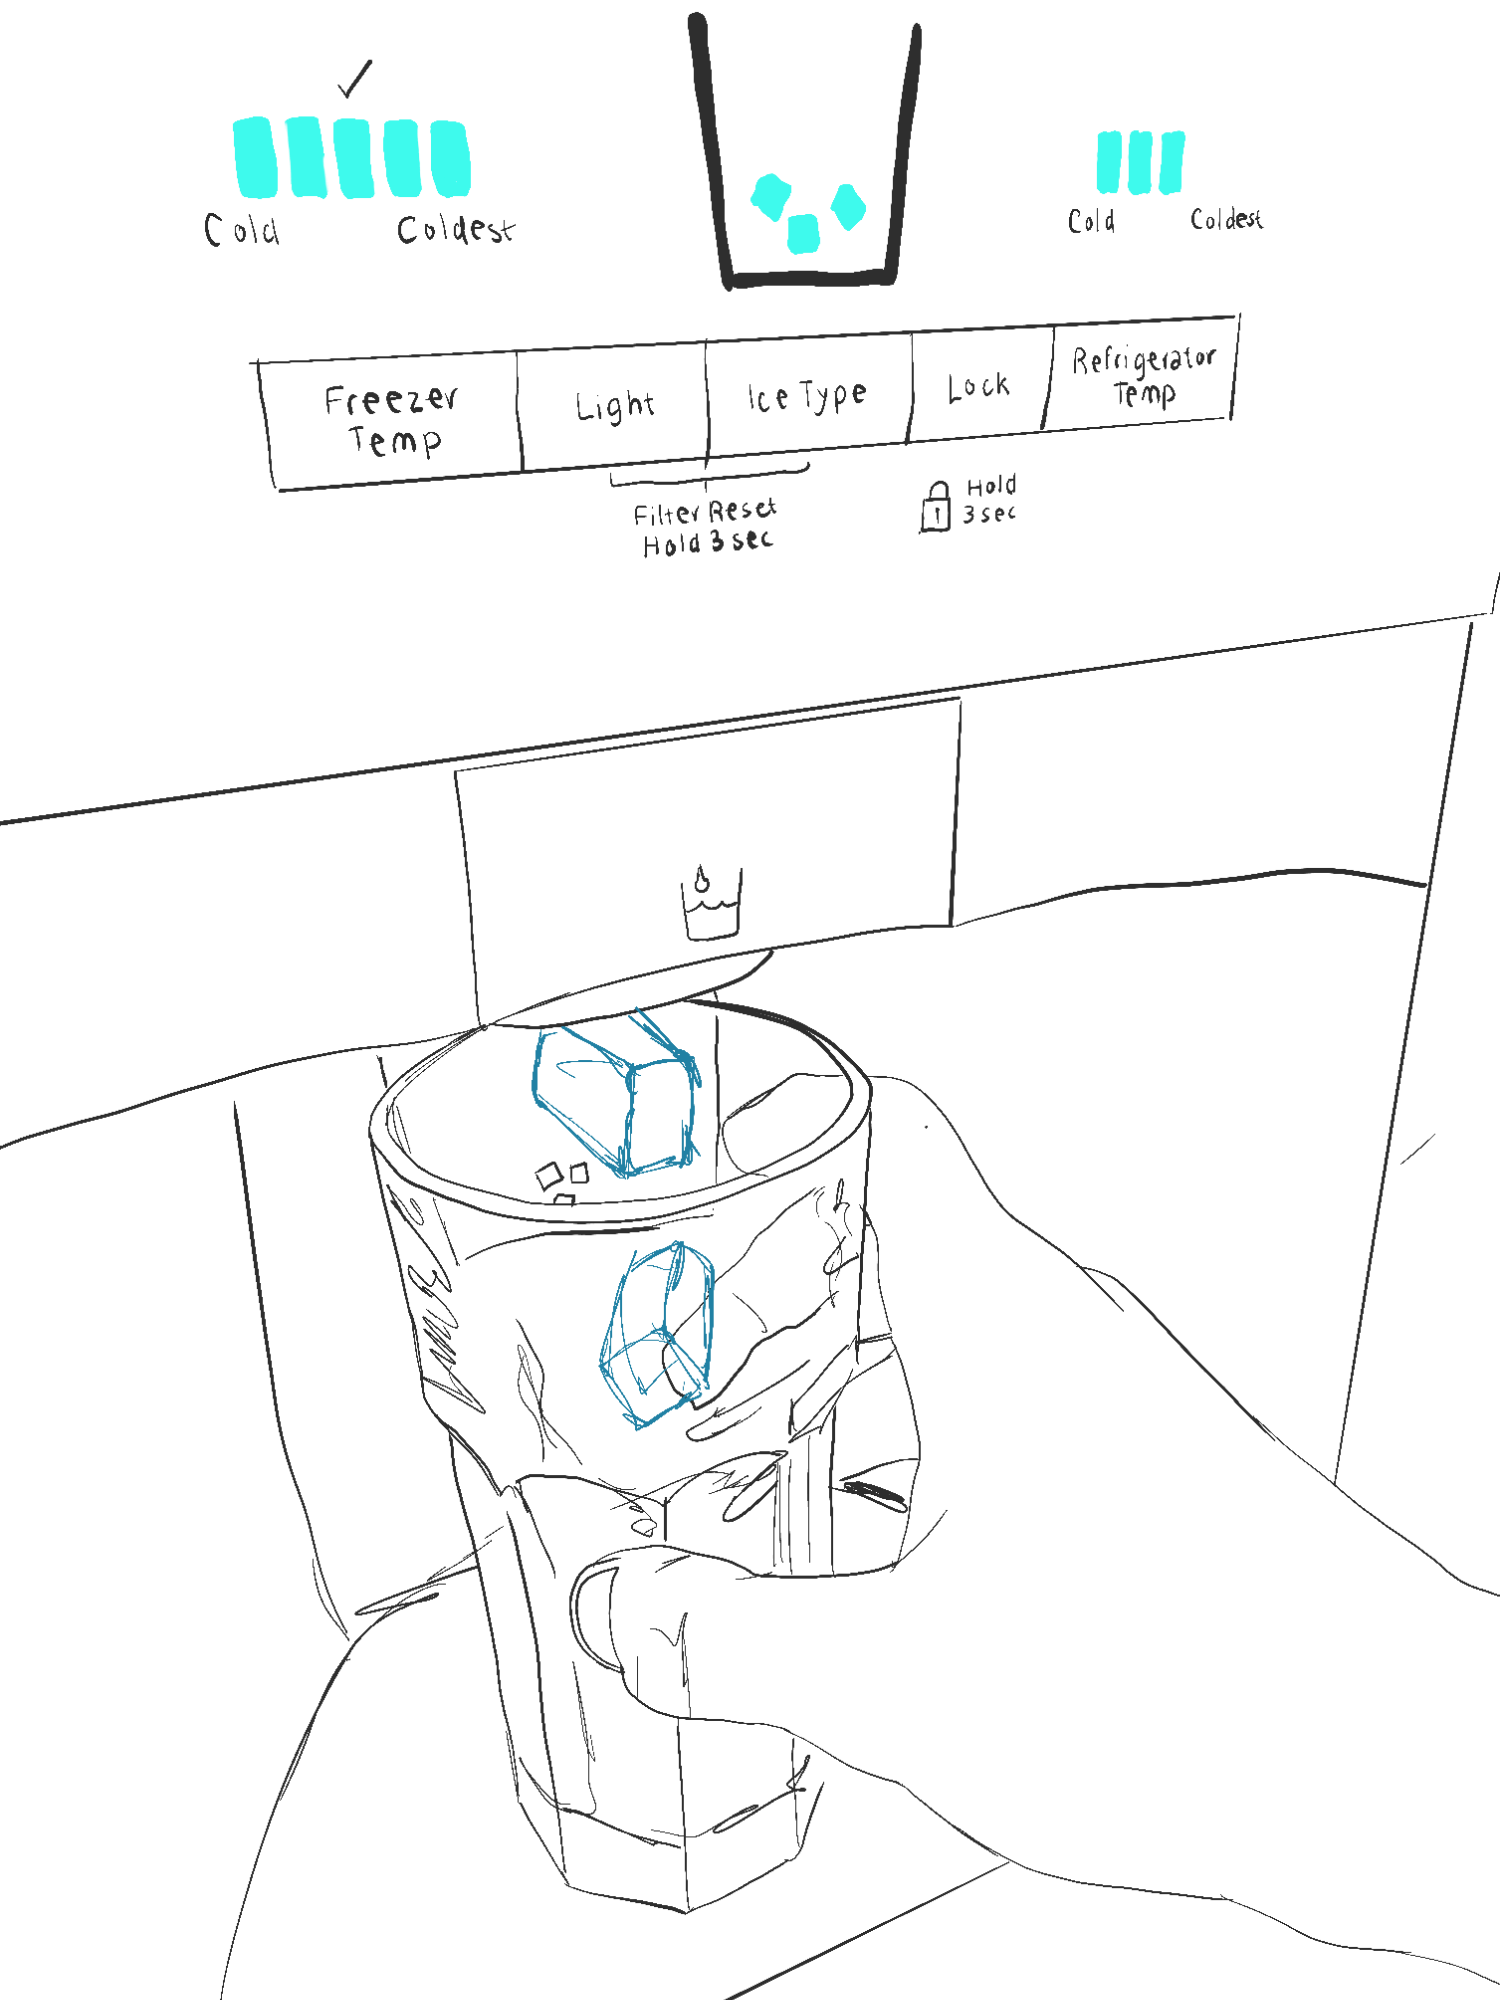 Cold Coldest
Cold Coldest
Freezer
Temp
Light
Ice Type
Lock
Refrigerator
Temp
Filter Reset
Hold 3 sec
Hold
3 sec